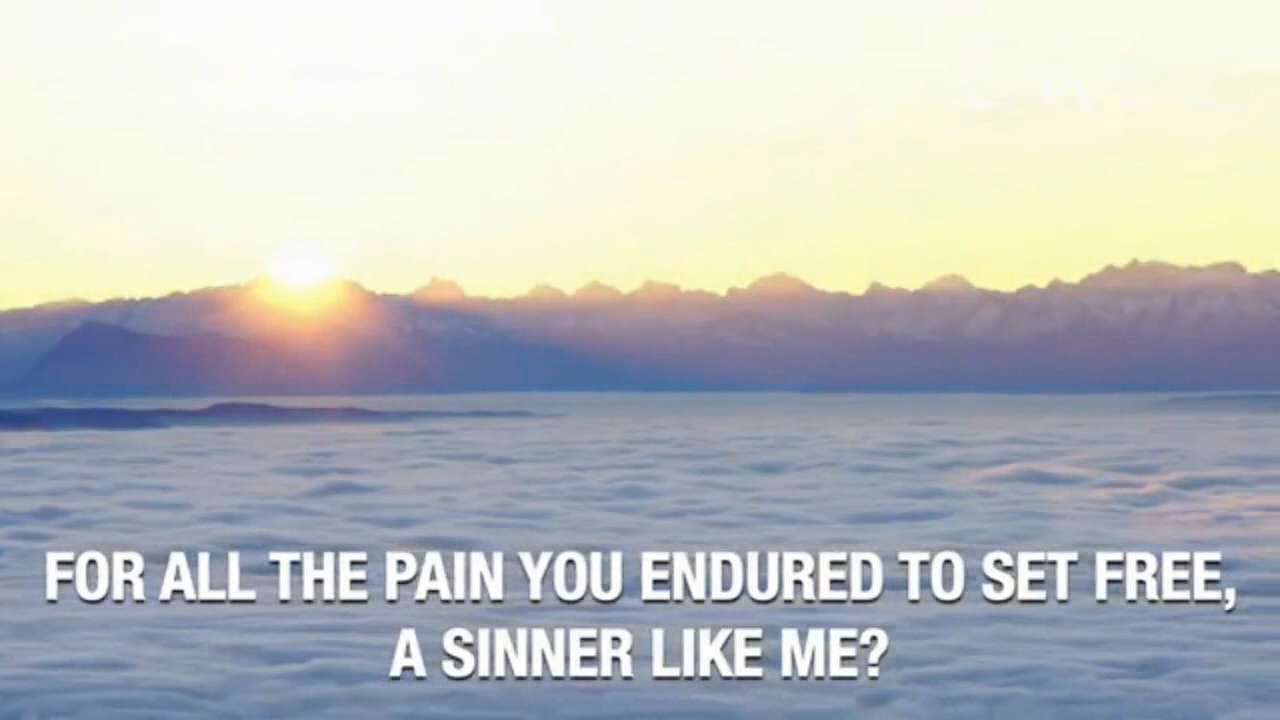 FOR ALL THE PAIN YOU ENDURED TO SET FREE,
A SINNER LIKE ME?